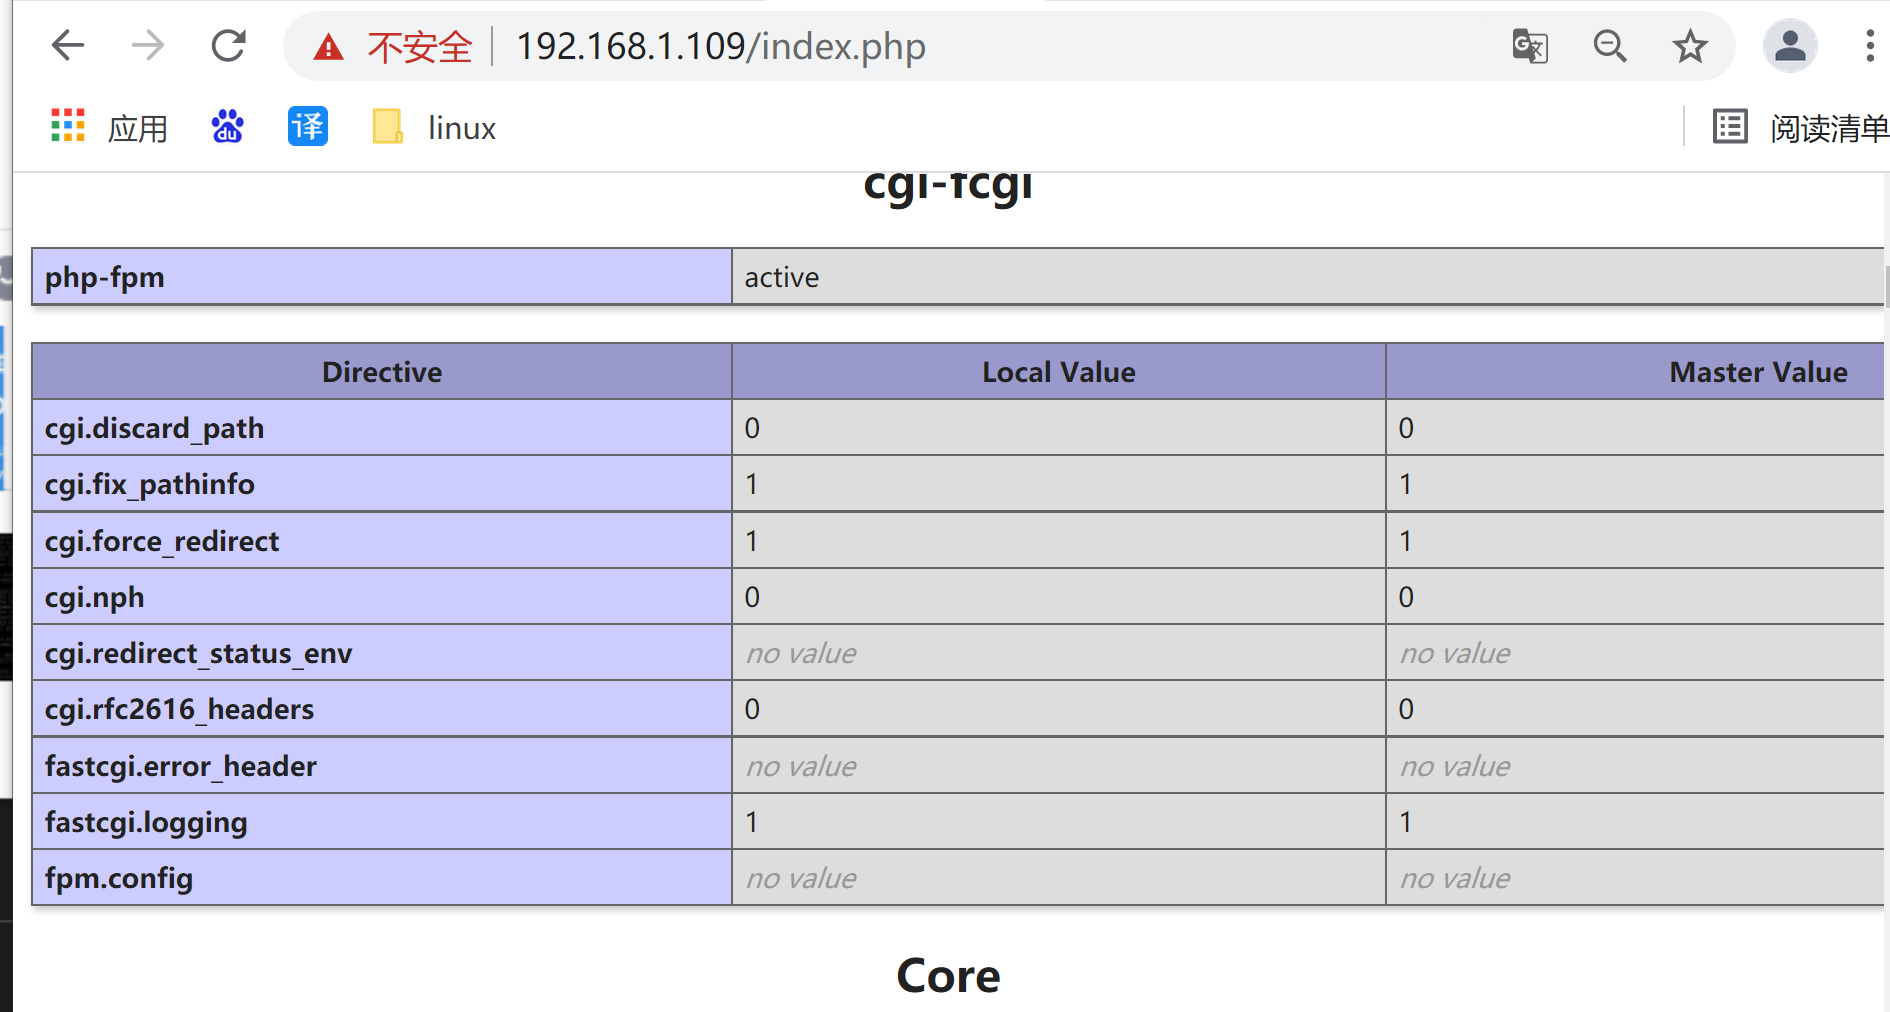 不安全 192.168.1.109/index.php
应用 du 译 linux 阅读清单
cgi-fcgi
php-fpm active
Directive Local Value Master Value
cgi.discard_path 0 0
cgi.fix_pathinfo 1 1
cgi.force_redirect 1 1
cgi.nph 0 0
cgi.redirect_status_env no value no value
cgi.rfc2616_headers 0 0
fastcgi.error_header no value no value
fastcgi.logging 1 1
fpm.config no value no value
Core